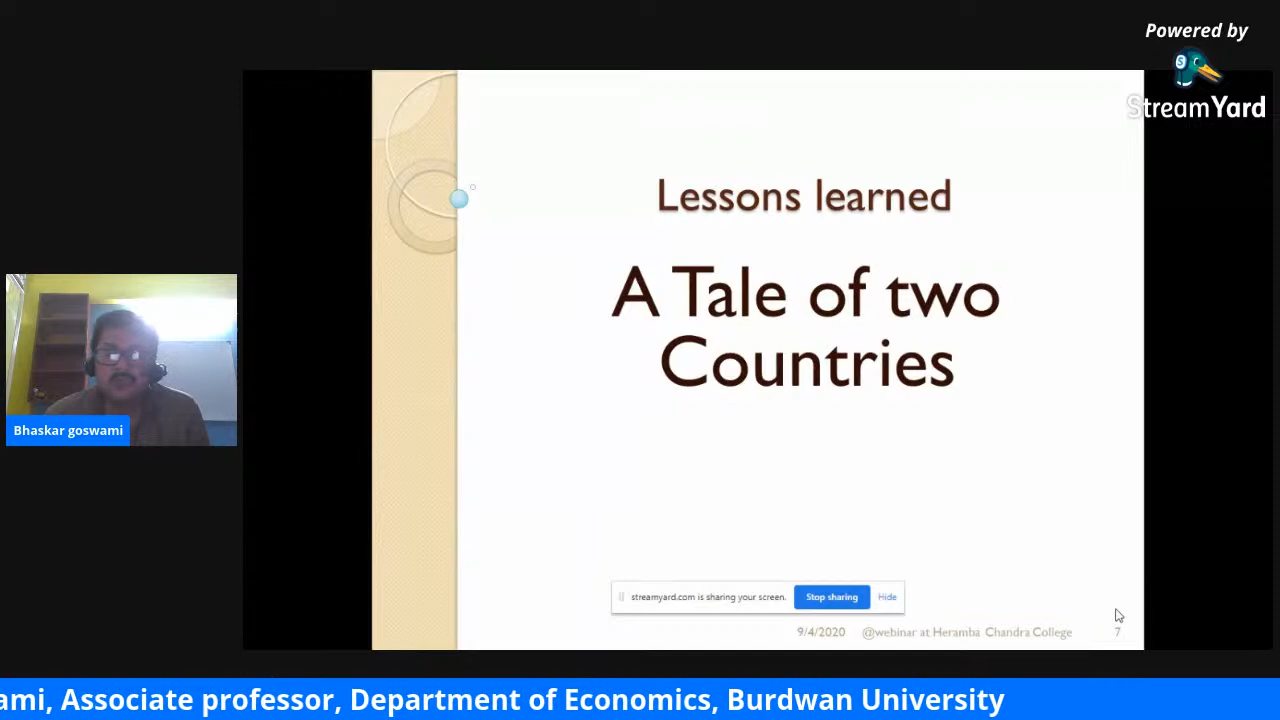 Powered by
StreamYard
Lessons learned
A Tale of two
Countries
Bhaskar goswami
streamyard.com is sharing your screen.
Stop sharing
Hide
9/4/2020
@webinar at Heramba Chandra College
7
ami, Associate professor, Department of Economics, Burdwan University